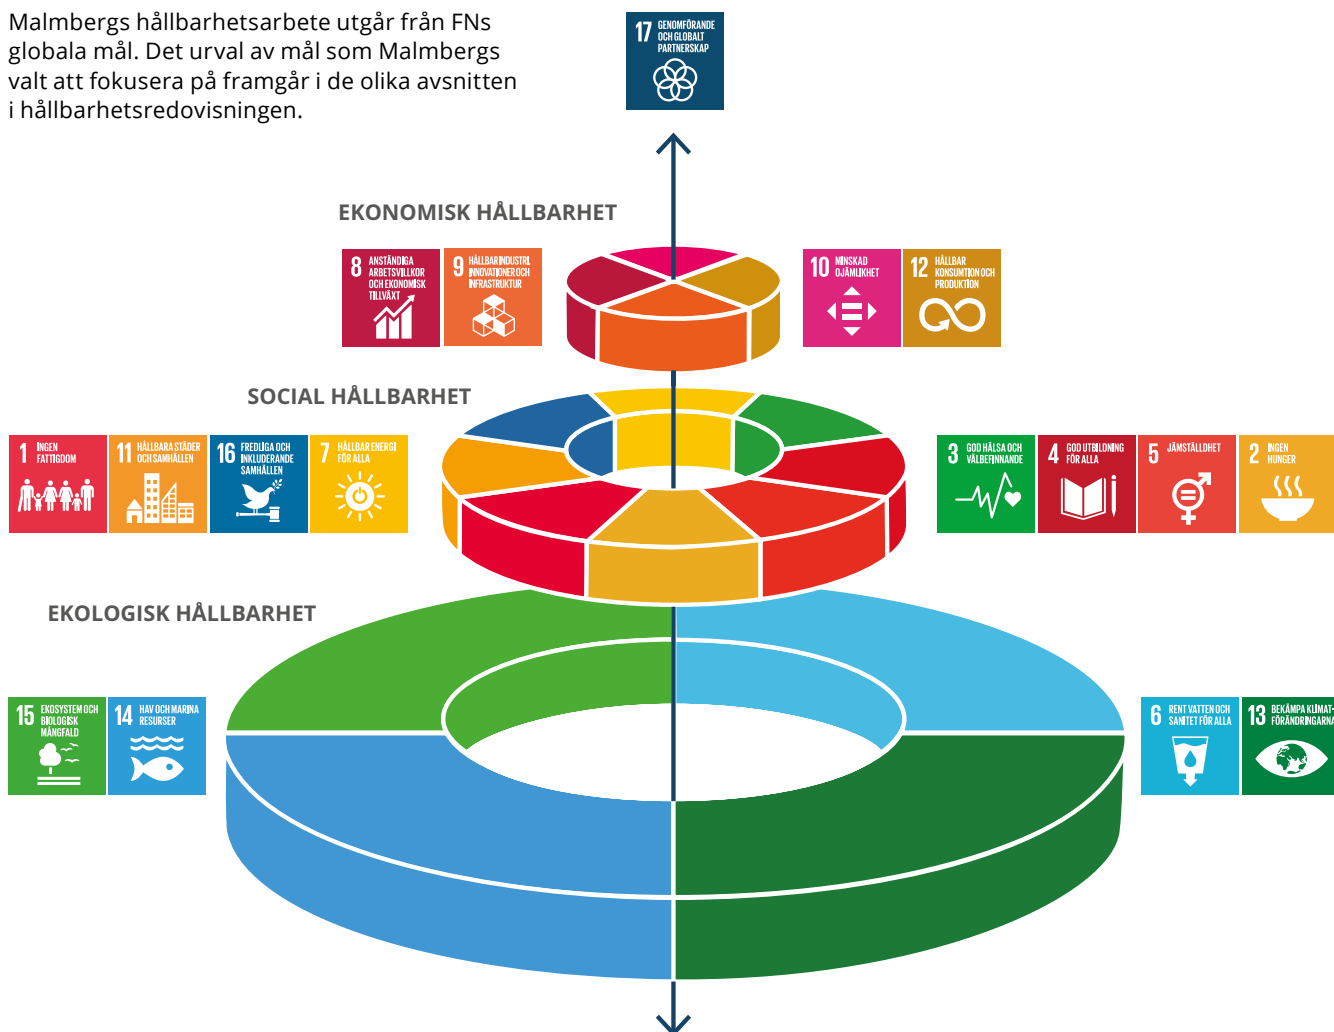 Malmbergs hållbarhetsarbete utgår från FNs
globala mål. Det urval av mål som Malmbergs
valt att fokusera på framgår i de olika avsnitten
i hållbarhetsredovisningen.
17 GENOMFÖRANDE
OCH GLOBALT
PARTNERSKAP
EKONOMISK HÅLLBARHET
8 ANSTÄNDIGA
ARBETSVILLKOR
OCH EKONOMISK
TILLVÄXT
9 HÅLLBAR INDUSTRI,
INNOVATIONER OCH
INFRASTRUKTUR
10 MINSKAD
OJÄMLIKHET
12 HÅLLBAR
KONSUMTION OCH
PRODUKTION
SOCIAL HÅLLBARHET
1 INGEN
FATTIGDOM
11 HÅLLBARA STÄDER
OCH SAMHÄLLEN
16 FREDLIGA OCH
INKLUDERANDE
SAMHÄLLEN
7 HÅLLBAR ENERGI
FÖR ALLA
3 GOD HÄLSA OCH
VÄLBEFINNANDE
4 GOD UTBILDNING
FÖR ALLA
5 JÄMSTÄLLDHET
2 INGEN
HUNGER
EKOLOGISK HÅLLBARHET
15 EKOSYSTEM OCH
BIOLOGISK
MÅNGFALD
14 HAV OCH MARINA
RESURSER
6 RENT VATTEN OCH
SANITET FÖR ALLA
13 BEKÄMPA KLIMAT-
FÖRÄNDRINGARNA